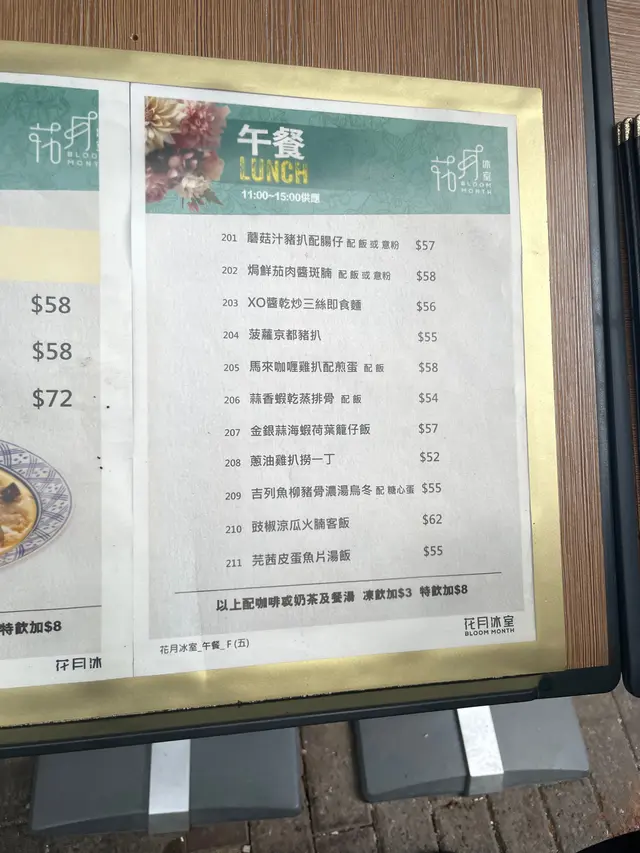 花月
BLOOM
MONTH
$58
$58
$72
特飲加$8
花月冰
午餐
LUNCH
11:00~15:00供應
花月冰室
BLOOM
MONTH
201 蘑菇汁豬扒配腸仔 配 飯 或 意粉 $57
202 焗鮮茄肉醬斑腩 配 飯 或 意粉 $58
203 XO醬乾炒三絲即食麵 $56
204 菠蘿京都豬扒 $55
205 馬來咖喱雞扒配煎蛋 配 飯 $58
206 蒜香蝦乾蒸排骨 配 飯 $54
207 金銀蒜海蝦荷葉籠仔飯 $57
208 蔥油雞扒撈一丁 $52
209 吉列魚柳豬骨濃湯烏冬 配 糖心蛋 $55
210 豉椒涼瓜火腩客飯 $62
211 芫茜皮蛋魚片湯飯 $55
以上配咖啡或奶茶及餐湯 凍飲加$3 特飲加$8
花月冰室_午餐_ F (五)
花月冰室
BLOOM MONTH